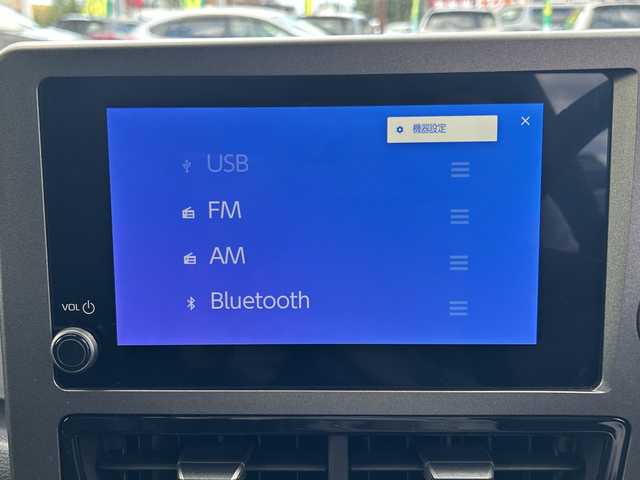 機器設定
USB
FM
AM
Bluetooth
VOL